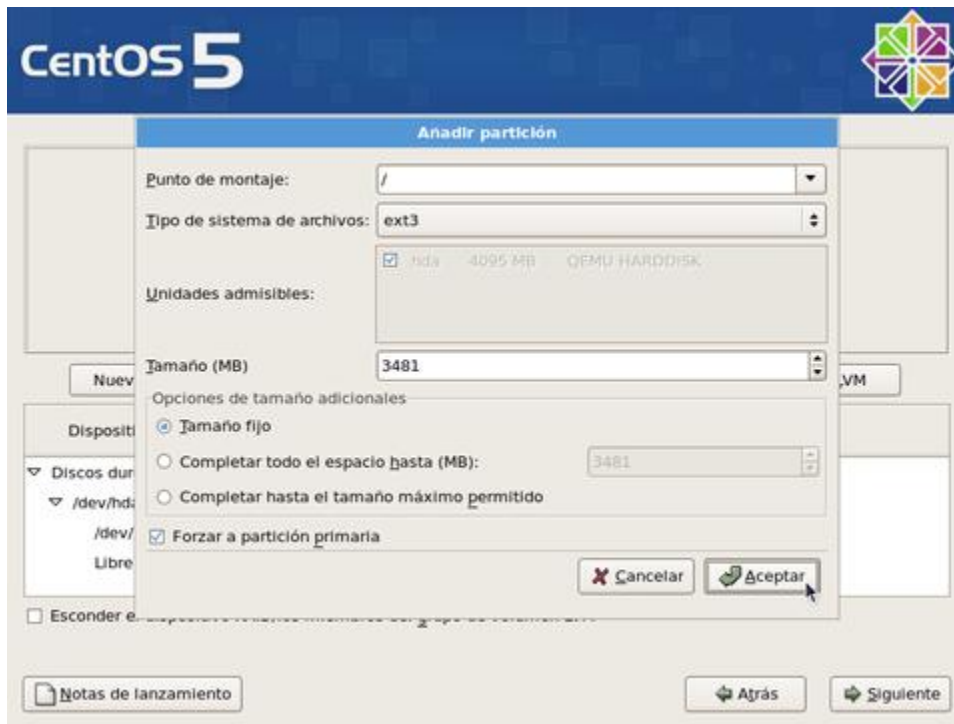 CentOS 5
Añadir partición
Punto de montaje: /
Tipo de sistema de archivos: ext3
hda 4095 MB QEMU HARDDISK
Unidades admisibles:
Tamaño (MB) 3481
Nuev LVM
Opciones de tamaño adicionales
Dispositi Tamaño fijo
Completar todo el espacio hasta (MB): 3481
Discos dur
Completar hasta el tamaño máximo permitido
/dev/hda
/dev/ Forzar a partición primaria
Libre
Cancelar Aceptar
Esconder e
Notas de lanzamiento Atrás Siguiente